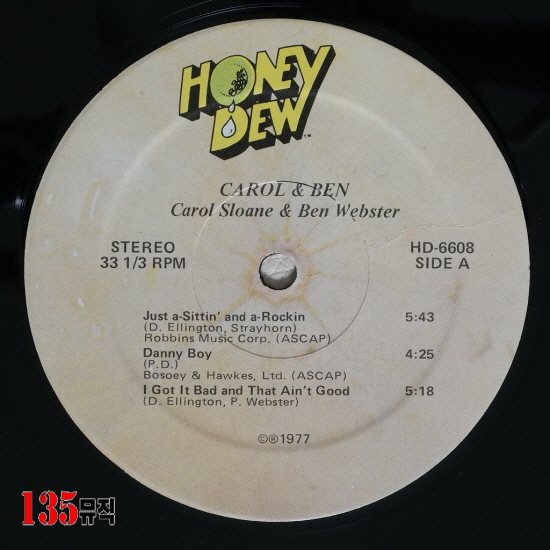 HONEY
DEW
TM
CAROL & BEN
Carol Sloane & Ben Webster
STEREO
33 1/3 RPM
HD-6608
SIDE A
Just a-Sittin' and a-Rockin 5:43
(D. Ellington, Strayhorn)
Robbins Music Corp. (ASCAP)
Danny Boy 4:25
(P.D.)
Bosoey & Hawkes, Ltd. (ASCAP)
I Got It Bad and That Ain't Good 5:18
(D. Ellington, P. Webster)
©®1977
135뮤직